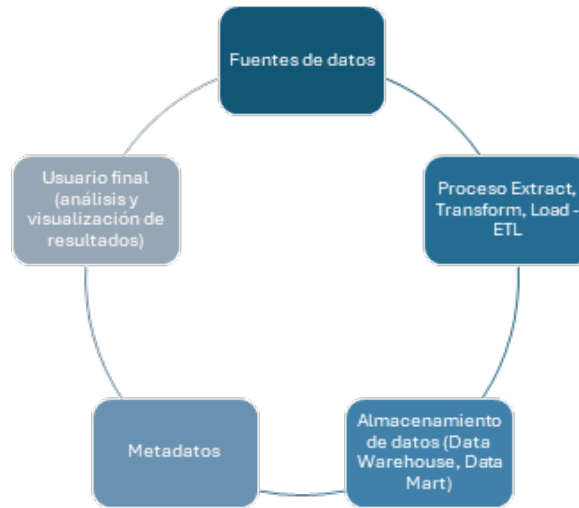 Fuentes de datos
Proceso Extract,
Transform, Load -
ETL
Almacenamiento
de datos (Data
Warehouse, Data
Mart)
Metadatos
Usuario final
(análisis y
visualización de
resultados)